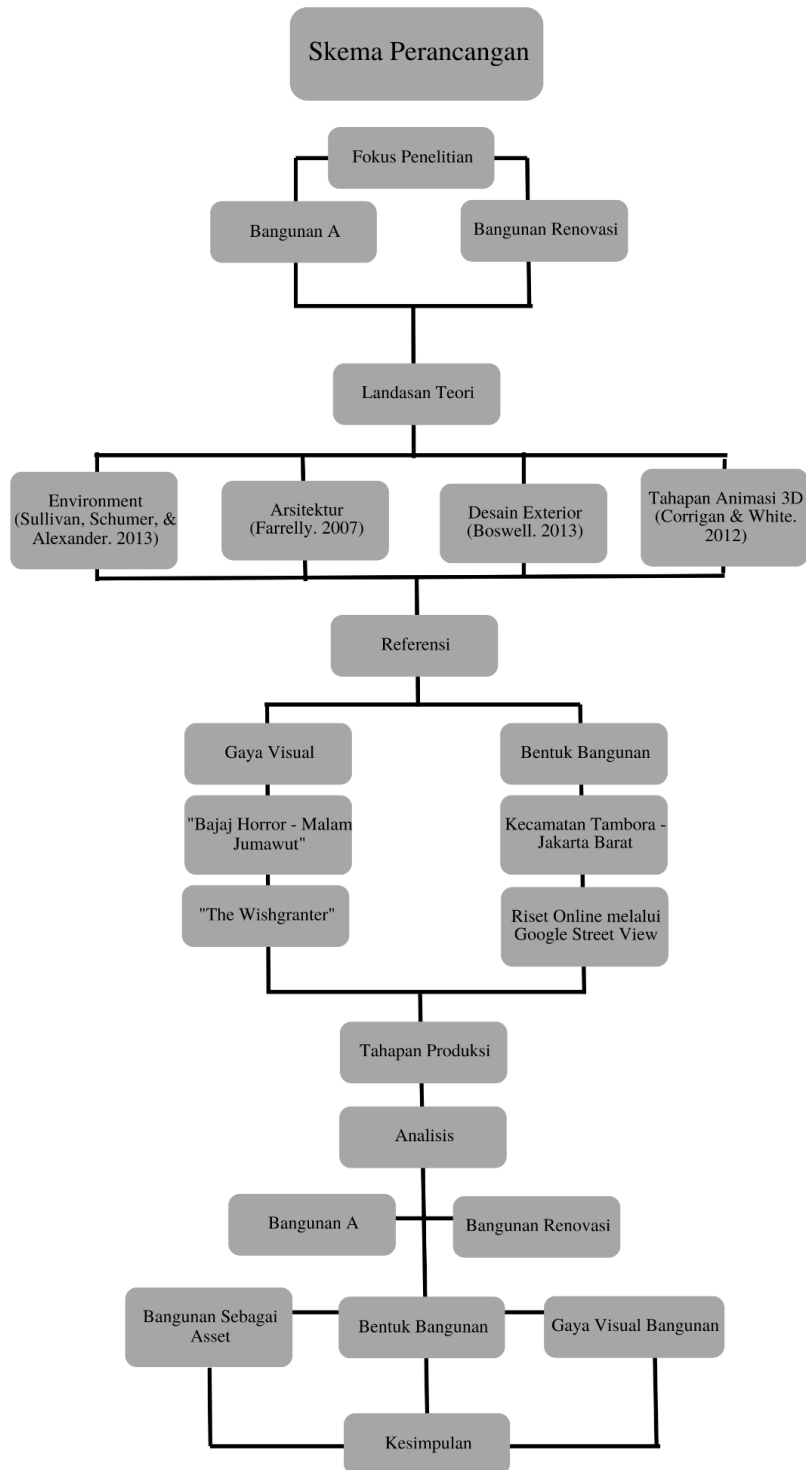 Skema Perancangan
Fokus Penelitian
Bangunan A
Bangunan Renovasi
Landasan Teori
Environment
(Sullivan, Schumer, &
Alexander. 2013)
Arsitektur
(Farrelly. 2007)
Desain Exterior
(Boswell. 2013)
Tahapan Animasi 3D
(Corrigan & White.
2012)
Referensi
Gaya Visual
Bentuk Bangunan
"Bajaj Horror - Malam
Jumawut"
Kecamatan Tambora -
Jakarta Barat
"The Wishgranter"
Riset Online melalui
Google Street View
Tahapan Produksi
Analisis
Bangunan A
Bangunan Renovasi
Bangunan Sebagai
Asset
Bentuk Bangunan
Gaya Visual Bangunan
Kesimpulan